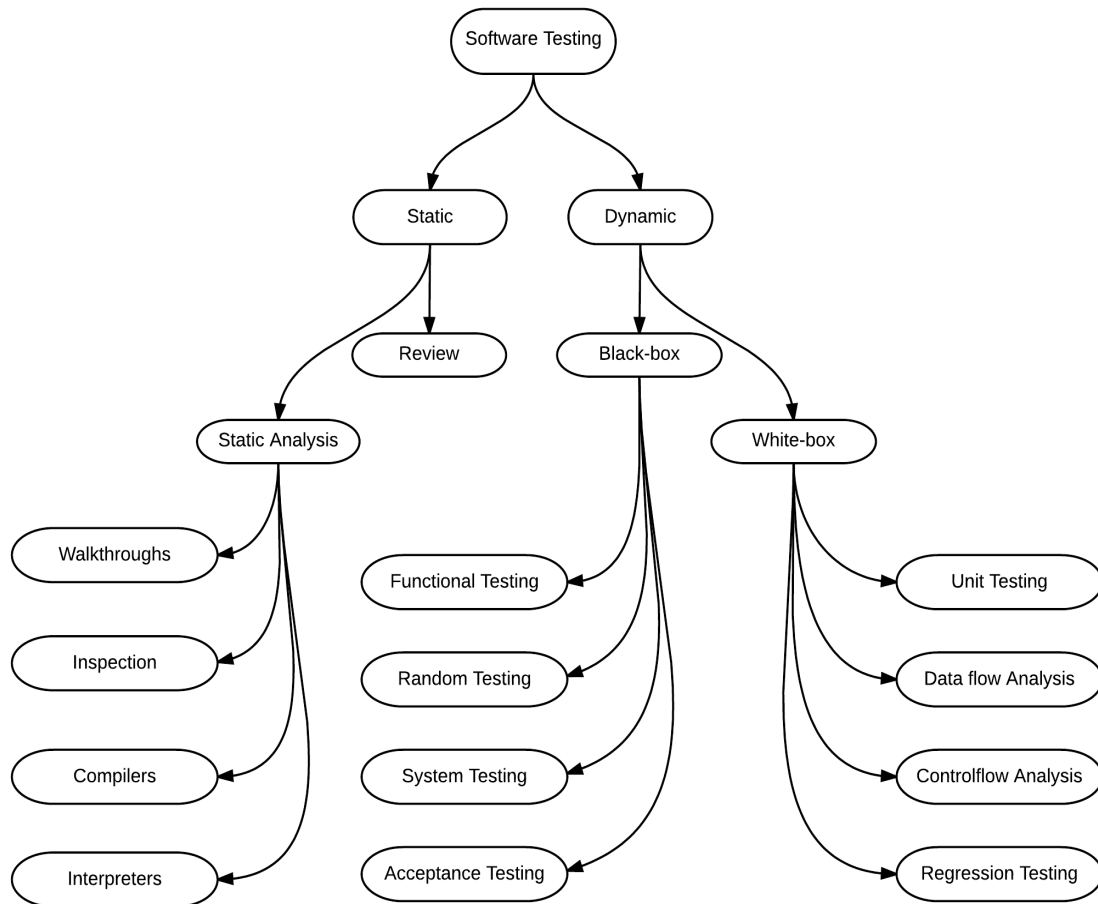 Software Testing
Static
Dynamic
Review
Black-box
Static Analysis
White-box
Walkthroughs
Functional Testing
Unit Testing
Inspection
Random Testing
Data flow Analysis
Compilers
System Testing
Controlflow Analysis
Interpreters
Acceptance Testing
Regression Testing